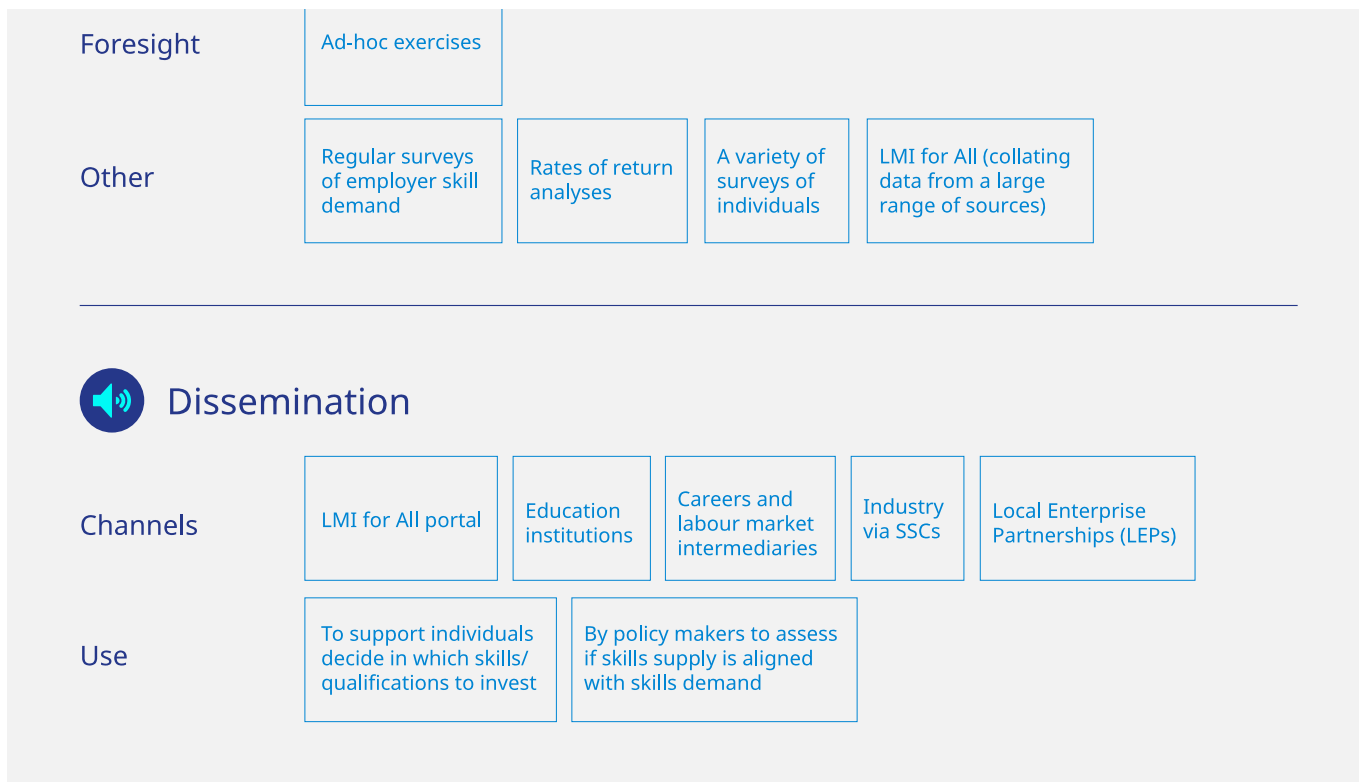 Foresight
Ad-hoc exercises
Other
Regular surveys
of employer skill
demand
Rates of return
analyses
A variety of
surveys of
individuals
LMI for All (collating
data from a large
range of sources)
Dissemination
Channels
LMI for All portal
Education
institutions
Careers and
labour market
intermediaries
Industry
via SSCs
Local Enterprise
Partnerships (LEPs)
Use
To support individuals
decide in which skills/
qualifications to invest
By policy makers to assess
if skills supply is aligned
with skills demand